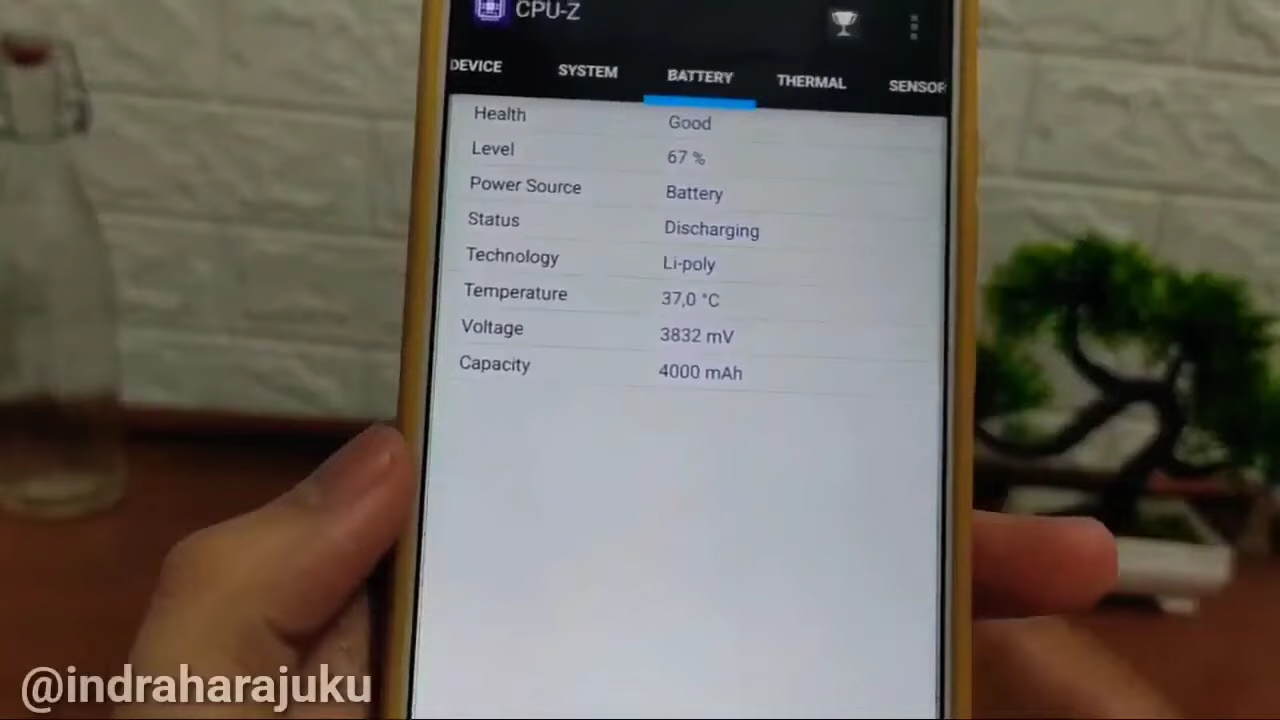 CPU-Z
DEVICE SYSTEM BATTERY THERMAL SENSOR
Health Good
Level 67 %
Power Source Battery
Status Discharging
Technology Li-poly
Temperature 37,0 °C
Voltage 3832 mV
Capacity 4000 mAh
@indraharajuku